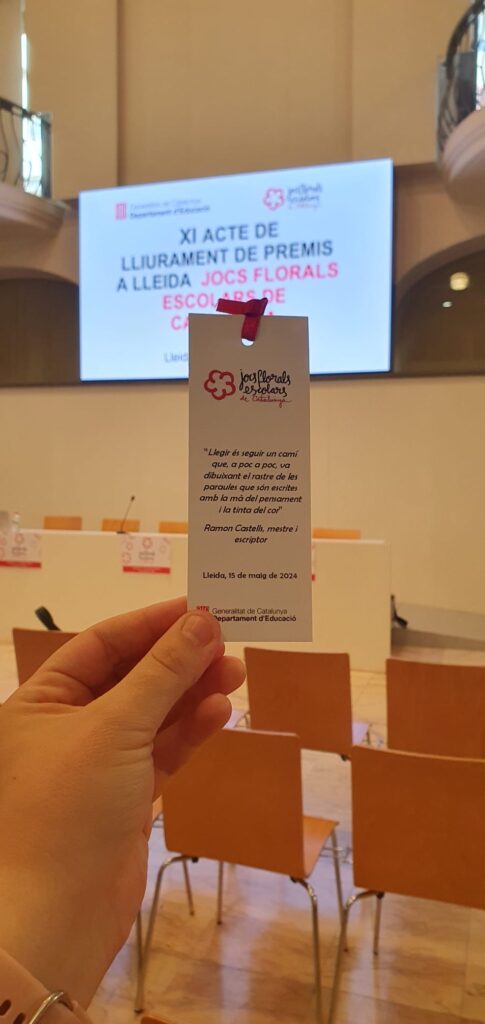 Generalitat de Catalunya
Departament d'Educació
jocs florals
escolars
de Catalunya
XI ACTE DE
LLIURAMENT DE PREMIS
A LLEIDA JOCS FLORALS
ESCOLARS DE
Lleid
jocs florals
escolars
de Catalunya
"Llegir és seguir un camí
que, a poc a poc, va
dibuixant el rastre de les
paraules que són escrites
amb la mà del pensament
i la tinta del cor"
Ramon Castells, mestre i
escriptor
Lleida, 15 de maig de 2024
Generalitat de Catalunya
Departament d'Educació